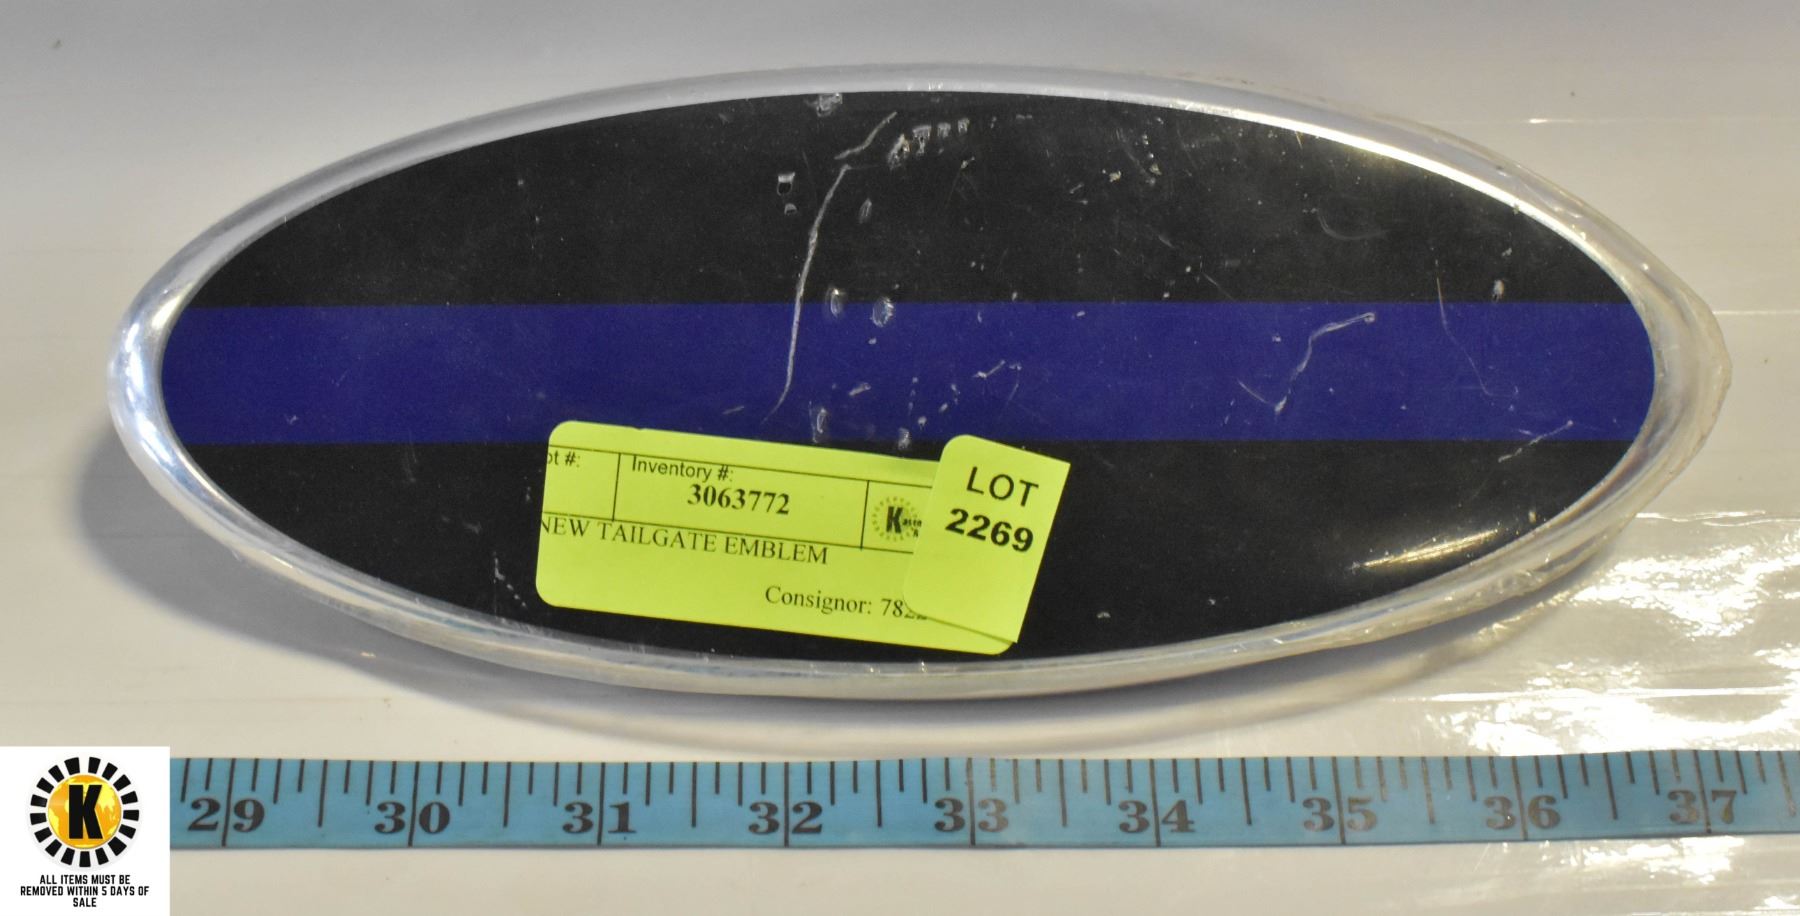 ot #:
Inventory #:
3063772
NEW TAILGATE EMBLEM
Consignor:
LOT
2269
29 30 31 32 33 34 35 36 37
K
ALL ITEMS MUST BE
REMOVED WITHIN 5 DAYS OF
SALE